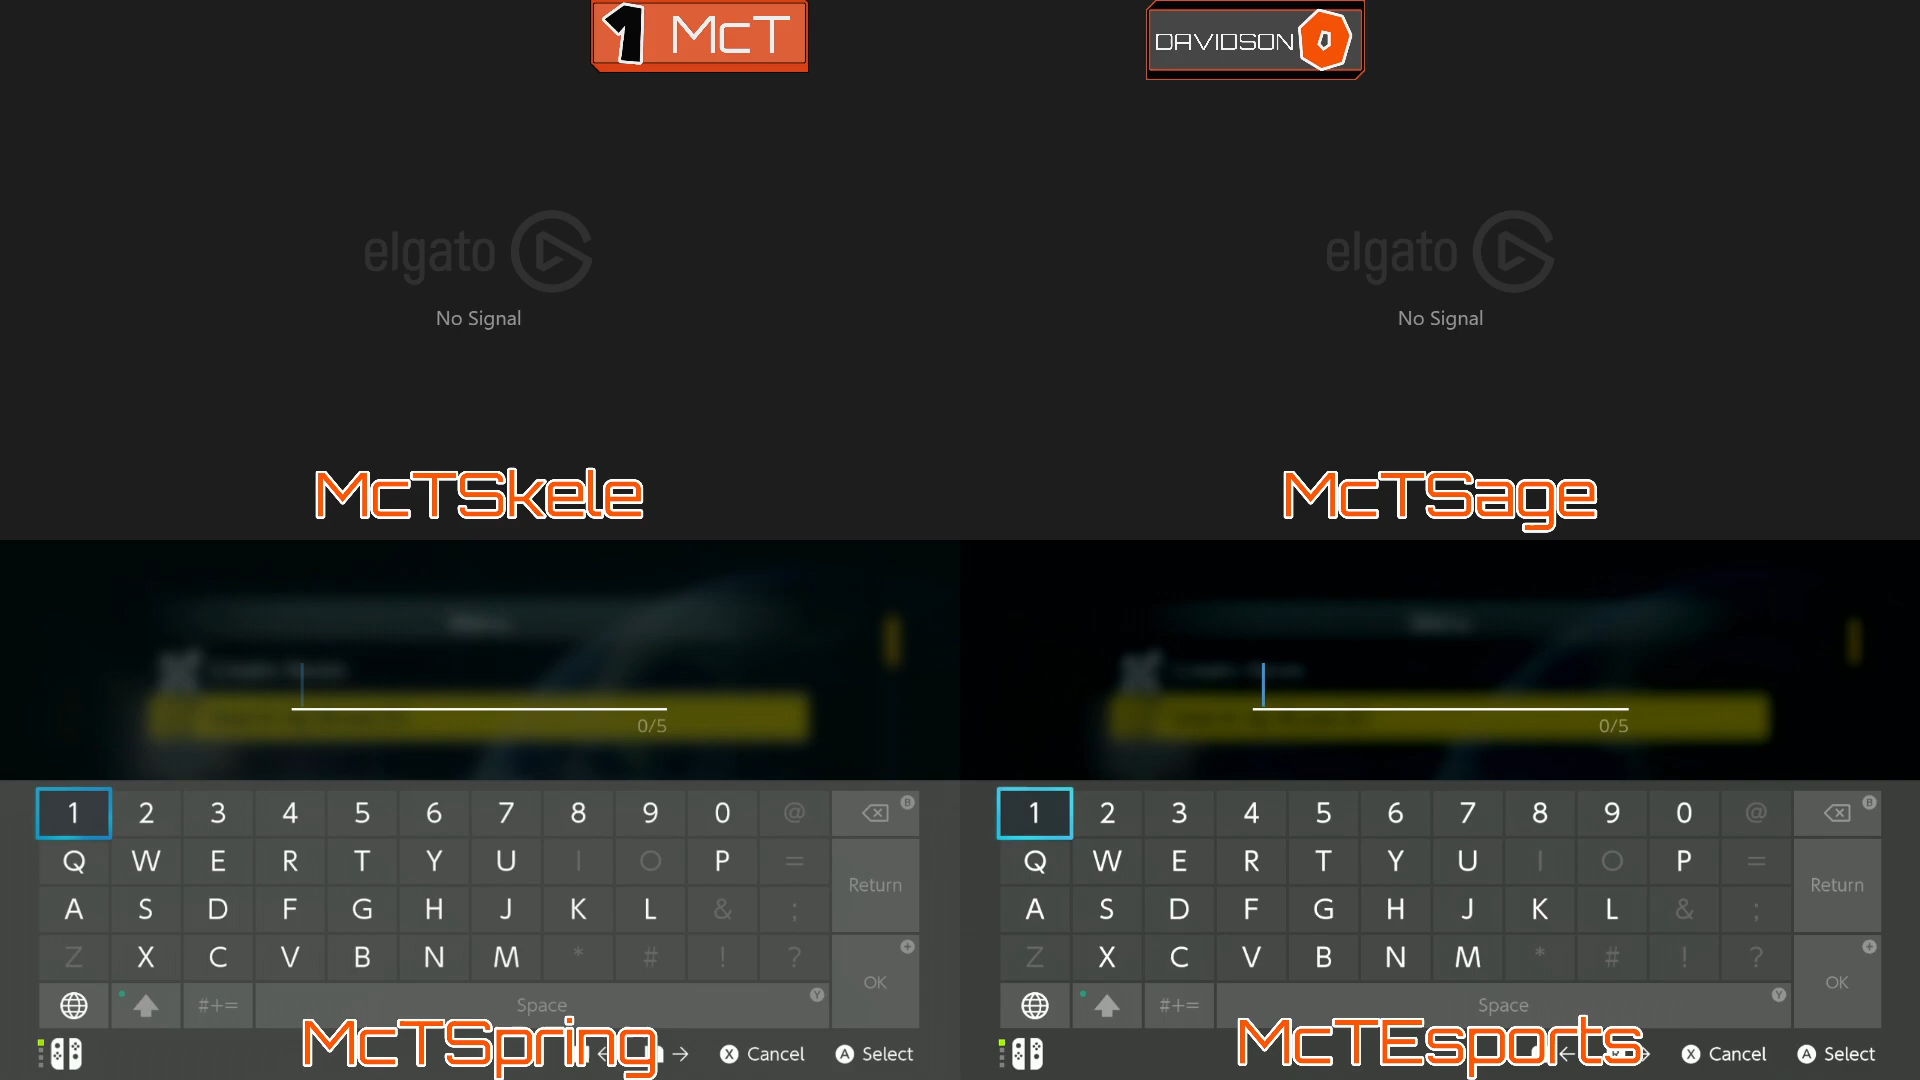 1 McT
DAVIDSON 0
elgato
No Signal
elgato
No Signal
McTSkele
McTSage
0/5
0/5
1 2 3 4 5 6 7 8 9 0 @
Q W E R T Y U I O P =
Return
A S D F G H J K L & ;
Z X C V B N M * # ! ?
OK
#+= Space
McTSpring
X Cancel A Select
1 2 3 4 5 6 7 8 9 0 @
Q W E R T Y U I O P =
Return
A S D F G H J K L & ;
Z X C V B N M * # ! ?
OK
#+= Space
McTEsports
X Cancel A Select